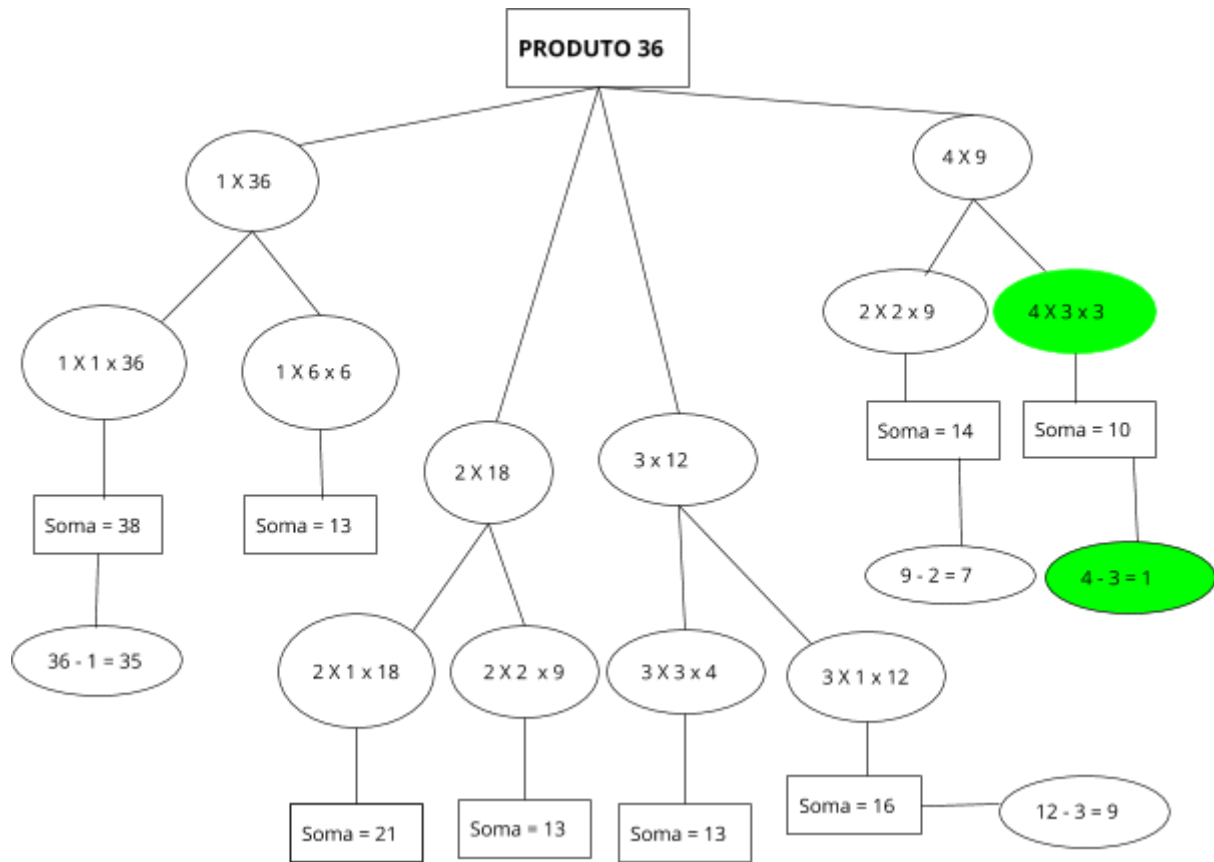 PRODUTO 36
1 X 36
4 X 9
1 X 1 x 36
1 X 6 x 6
2 X 2 x 9
4 X 3 x 3
Soma = 14
Soma = 10
2 X 18
3 x 12
Soma = 38
Soma = 13
9 - 2 = 7
4 - 3 = 1
36 - 1 = 35
2 X 1 x 18
2 X 2 x 9
3 X 3 x 4
3 X 1 x 12
Soma = 21
Soma = 13
Soma = 13
Soma = 16
12 - 3 = 9